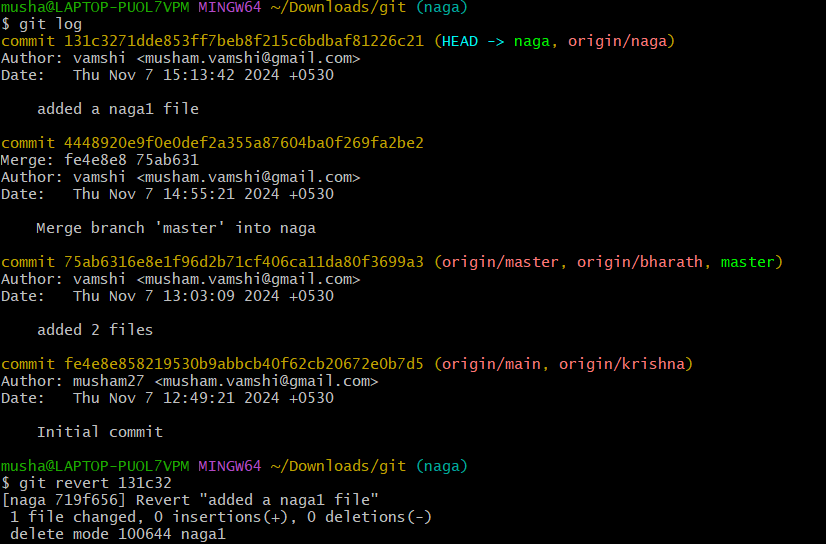 musha@LAPTOP-PUOL7VPM MINGW64 ~/Downloads/git (naga)
$ git log
commit 131c3271dde853ff7beb8f215c6bdbaf81226c21 (HEAD -> naga, origin/naga)
Author: vamshi <musham.vamshi@gmail.com>
Date:   Thu Nov 7 15:13:42 2024 +0530

    added a naga1 file

commit 4448920e9f0e0def2a355a87604ba0f269fa2be2
Merge: fe4e8e8 75ab631
Author: vamshi <musham.vamshi@gmail.com>
Date:   Thu Nov 7 14:55:21 2024 +0530

    Merge branch 'master' into naga

commit 75ab6316e8e1f96d2b71cf406ca11da80f3699a3 (origin/master, origin/bharath, master)
Author: vamshi <musham.vamshi@gmail.com>
Date:   Thu Nov 7 13:03:09 2024 +0530

    added 2 files

commit fe4e8e858219530b9abbcb40f62cb20672e0b7d5 (origin/main, origin/krishna)
Author: musham27 <musham.vamshi@gmail.com>
Date:   Thu Nov 7 12:49:21 2024 +0530

    Initial commit

musha@LAPTOP-PUOL7VPM MINGW64 ~/Downloads/git (naga)
$ git revert 131c32
[naga 719f656] Revert "added a naga1 file"
 1 file changed, 0 insertions(+), 0 deletions(-)
 delete mode 100644 naga1